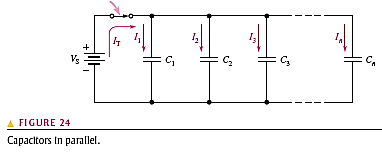 I_T I_1 I_2 I_3 I_n
V_S + − C_1 C_2 C_3 C_n
FIGURE 24
Capacitors in parallel.